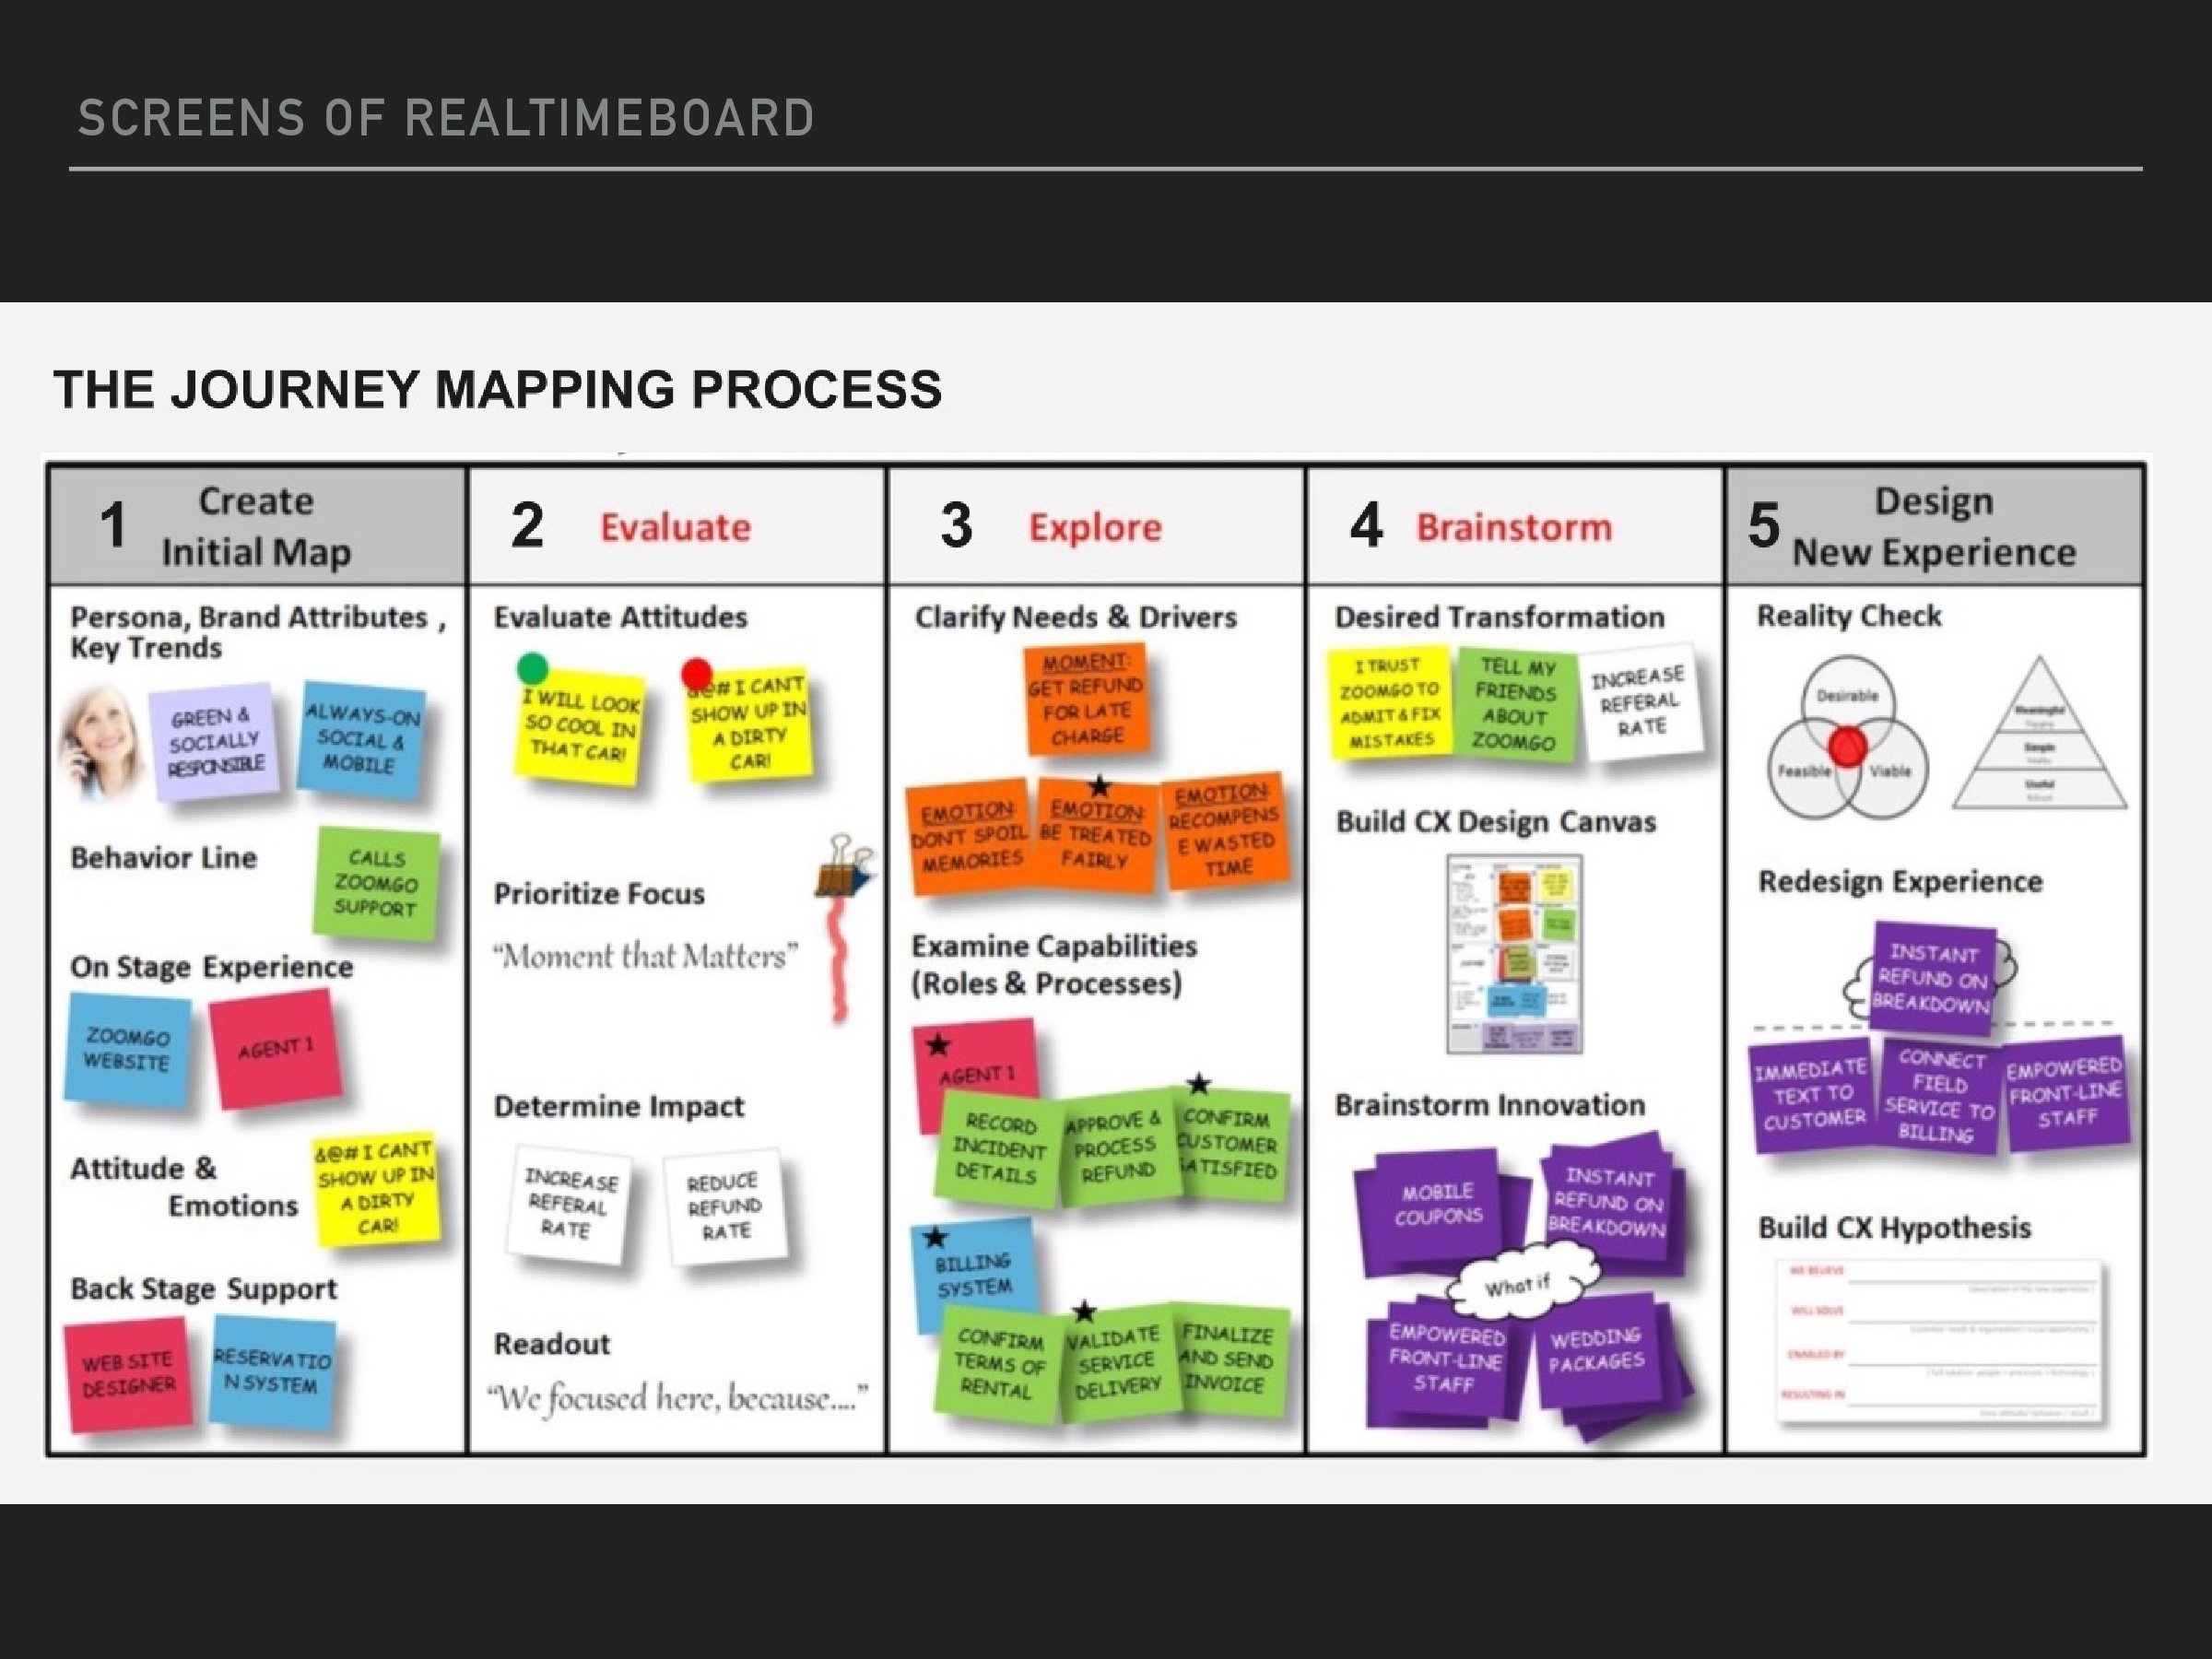 SCREENS OF REALTIMEBOARD
THE JOURNEY MAPPING PROCESS
1
Create
Initial Map
Persona, Brand Attributes ,
Key Trends
GREEN &
SOCIALLY
RESPONSIBLE
ALWAYS-ON
SOCIAL &
MOBILE
Behavior Line
CALLS
ZOOMGO
SUPPORT
On Stage Experience
ZOOMGO
WEBSITE
AGENT 1
Attitude &
Emotions
&@# I CANT
SHOW UP IN
A DIRTY
CAR!
Back Stage Support
WEB SITE
DESIGNER
RESERVATIO
N SYSTEM
2
Evaluate
Evaluate Attitudes
I WILL LOOK
SO COOL IN
THAT CAR!
&@# I CANT
SHOW UP IN
A DIRTY
CAR!
Prioritize Focus
“Moment that Matters”
Determine Impact
INCREASE
REFERAL
RATE
REDUCE
REFUND
RATE
Readout
“We focused here, because....”
3
Explore
Clarify Needs & Drivers
MOMENT:
GET REFUND
FOR LATE
CHARGE
EMOTION:
DON'T SPOIL
MEMORIES
EMOTION:
BE TREATED
FAIRLY
EMOTION:
RECOMPENS
E WASTED
TIME
Examine Capabilities
(Roles & Processes)
AGENT 1
RECORD
INCIDENT
DETAILS
APPROVE &
PROCESS
REFUND
CONFIRM
CUSTOMER
SATISFIED
BILLING
SYSTEM
CONFIRM
TERMS OF
RENTAL
VALIDATE
SERVICE
DELIVERY
FINALIZE
AND SEND
INVOICE
4
Brainstorm
Desired Transformation
I TRUST
ZOOMGO TO
ADMIT & FIX
MISTAKES
TELL MY
FRIENDS
ABOUT
ZOOMGO
INCREASE
REFERAL
RATE
Build CX Design Canvas
Brainstorm Innovation
MOBILE
COUPONS
INSTANT
REFUND ON
BREAKDOWN
What if
EMPOWERED
FRONT-LINE
STAFF
WEDDING
PACKAGES
5
Design
New Experience
Reality Check
Desirable
Feasible
Viable
Meaningful
Simple
Useful
Redesign Experience
INSTANT
REFUND ON
BREAKDOWN
IMMEDIATE
TEXT TO
CUSTOMER
CONNECT
FIELD
SERVICE TO
BILLING
EMPOWERED
FRONT-LINE
STAFF
Build CX Hypothesis
WE BELIEVE
WILL SOLVE
ENABLED BY
RESULTING IN